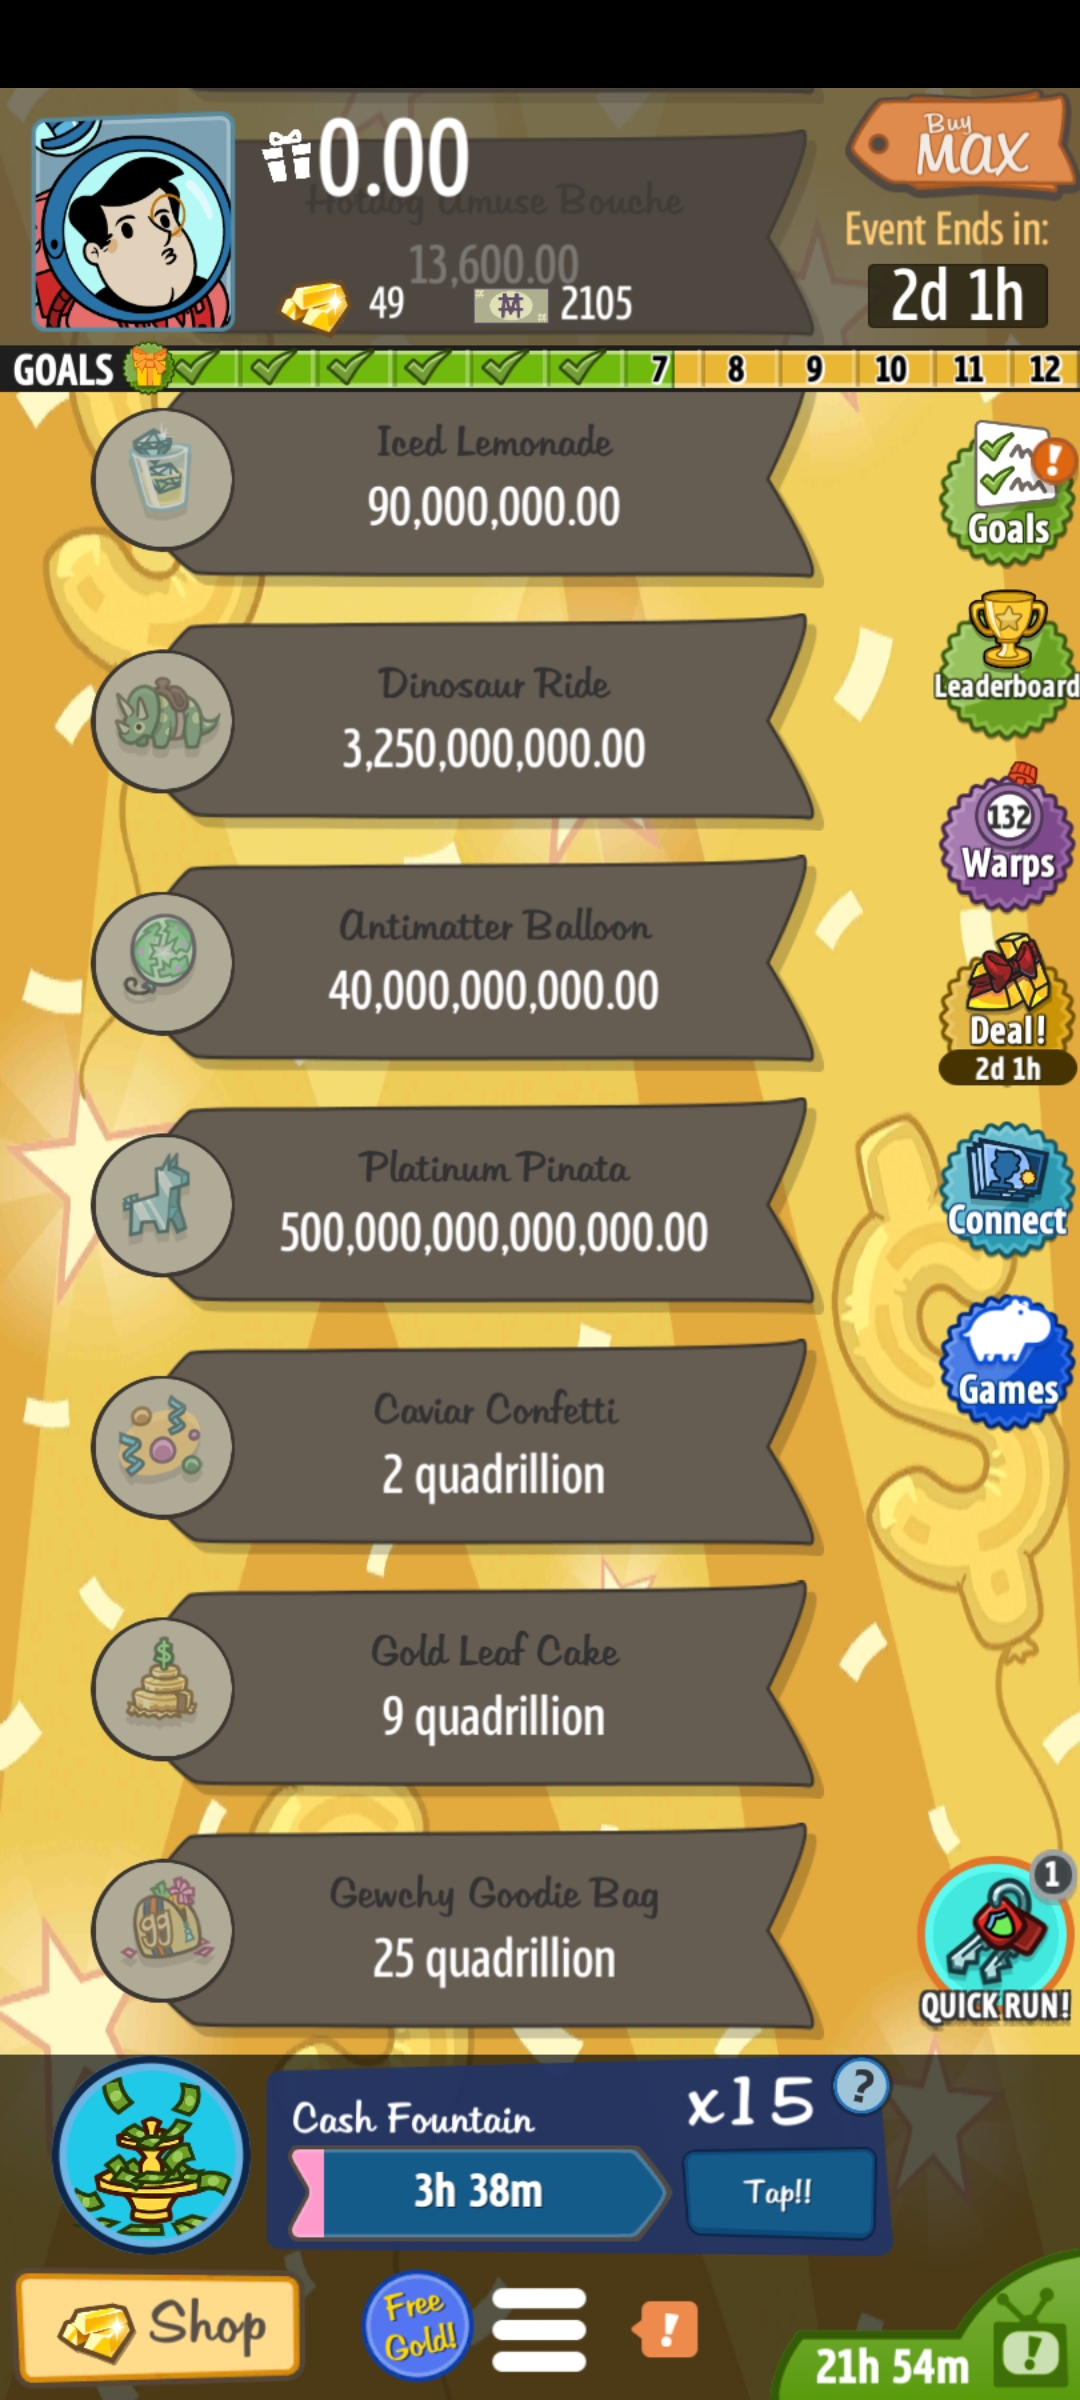 0.00
Buy
MAX
Hotdog Amuse Bouche
13,600.00
Event Ends in:
49
2105
2d 1h
GOALS
7 8 9 10 11 12
Iced Lemonade
90,000,000.00
Goals
Dinosaur Ride
3,250,000,000.00
Leaderboard
132
Warps
Antimatter Balloon
40,000,000,000.00
Deal!
2d 1h
Platinum Pinata
500,000,000,000,000.00
Connect
Caviar Confetti
2 quadrillion
Games
Gold Leaf Cake
9 quadrillion
Gewchy Goodie Bag
25 quadrillion
1
QUICK RUN!
Cash Fountain
x15
?
3h 38m
Tap!!
Shop
Free
Gold!
!
21h 54m
!